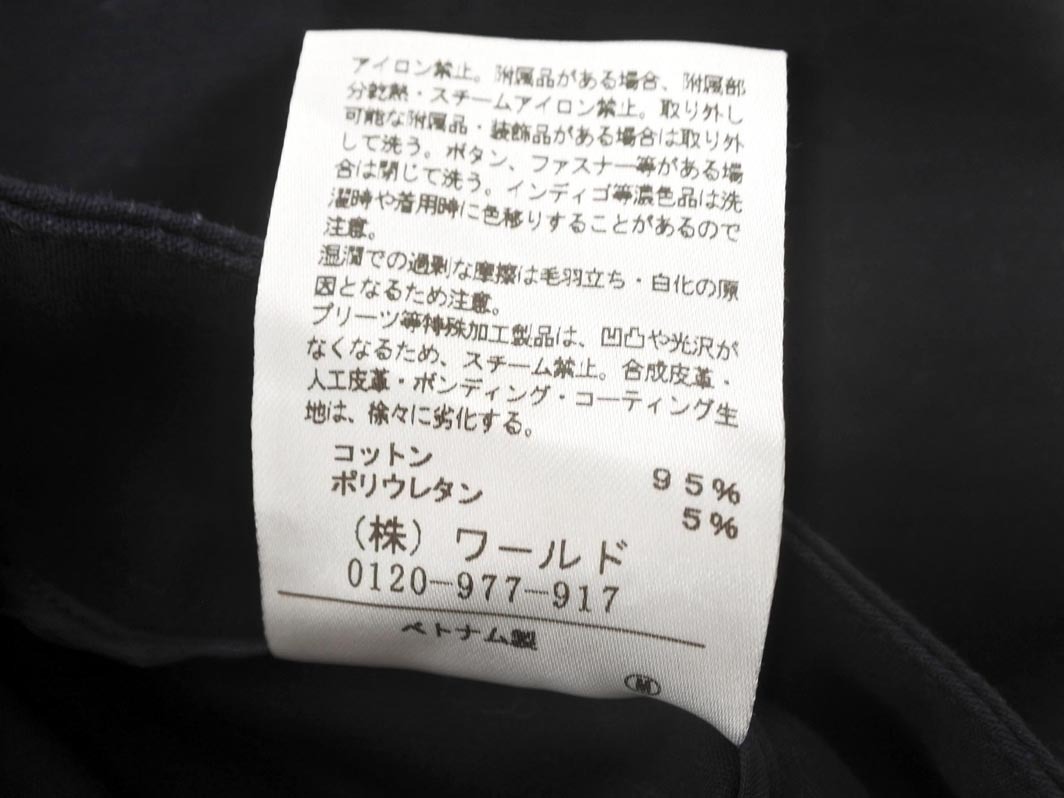 アイロン禁止。附属品がある場合、附属部
分乾熱・スチームアイロン禁止。取り外し
可能な附属品・装飾品がある場合は取り外
して洗う。ボタン、ファスナー等がある場
合は閉じて洗う。インディゴ等濃色品は洗
濯時や着用時に色移りすることがあるので
注意。
湿潤での過剰な摩擦は毛羽立ち・白化の原
因となるため注意。
プリーツ等特殊加工製品は、凹凸や光沢が
なくなるため、スチーム禁止。合成皮革・
人工皮革・ボンディング・コーティング生
地は、徐々に劣化する。
コットン 95%
ポリウレタン 5%
(株) ワールド
0120-977-917
ベトナム製
Ⓜ